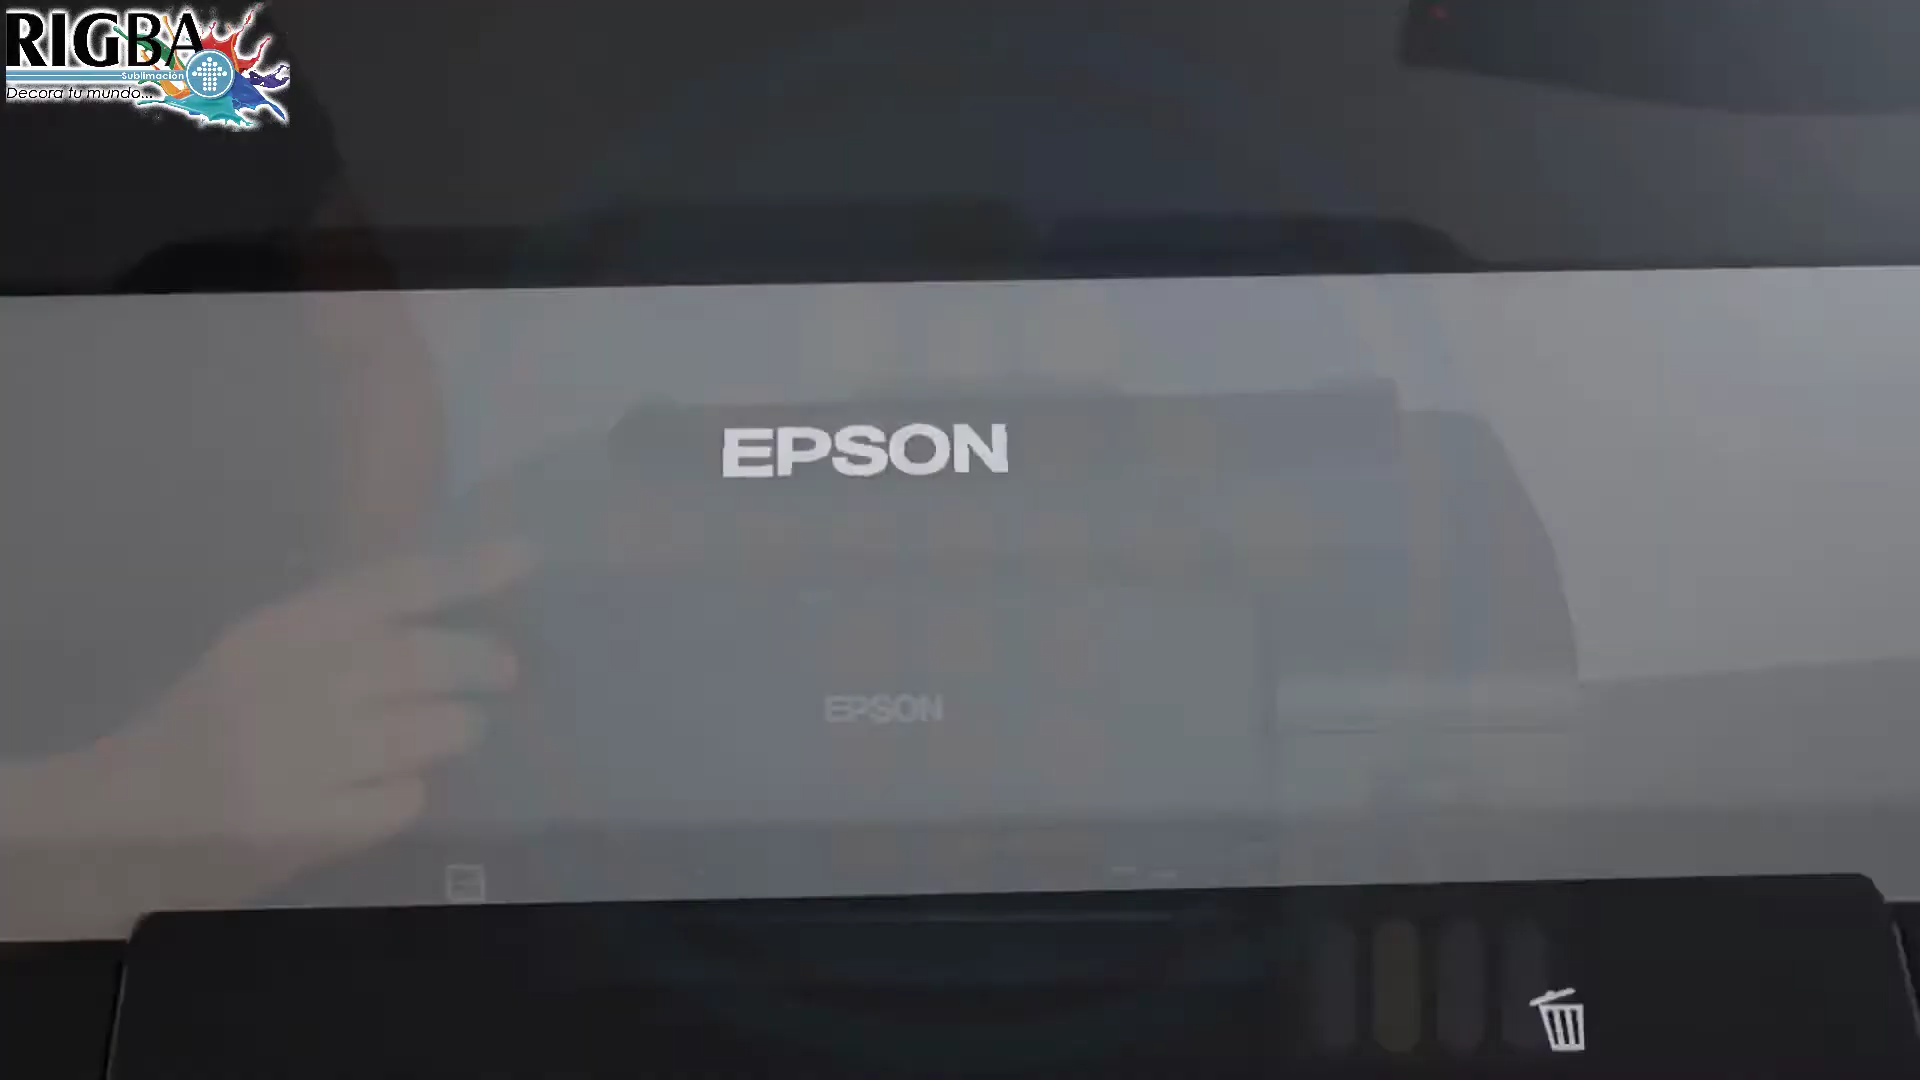 RIGBA
Sublimación
Decora tu mundo...
EPSON
EPSON